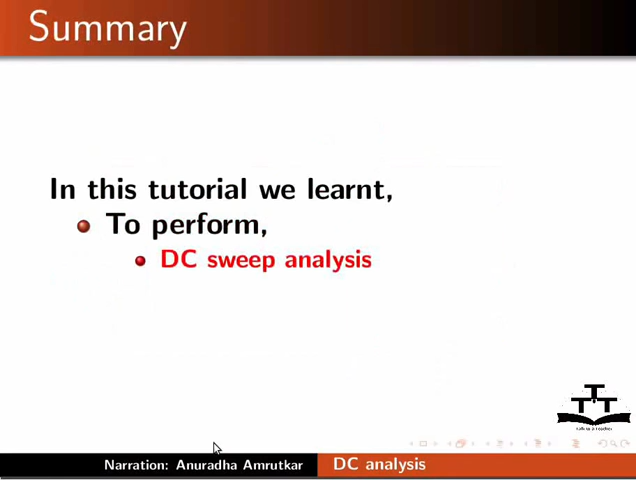 Summary
In this tutorial we learnt,
To perform,
DC sweep analysis
Narration: Anuradha Amrutkar
DC analysis